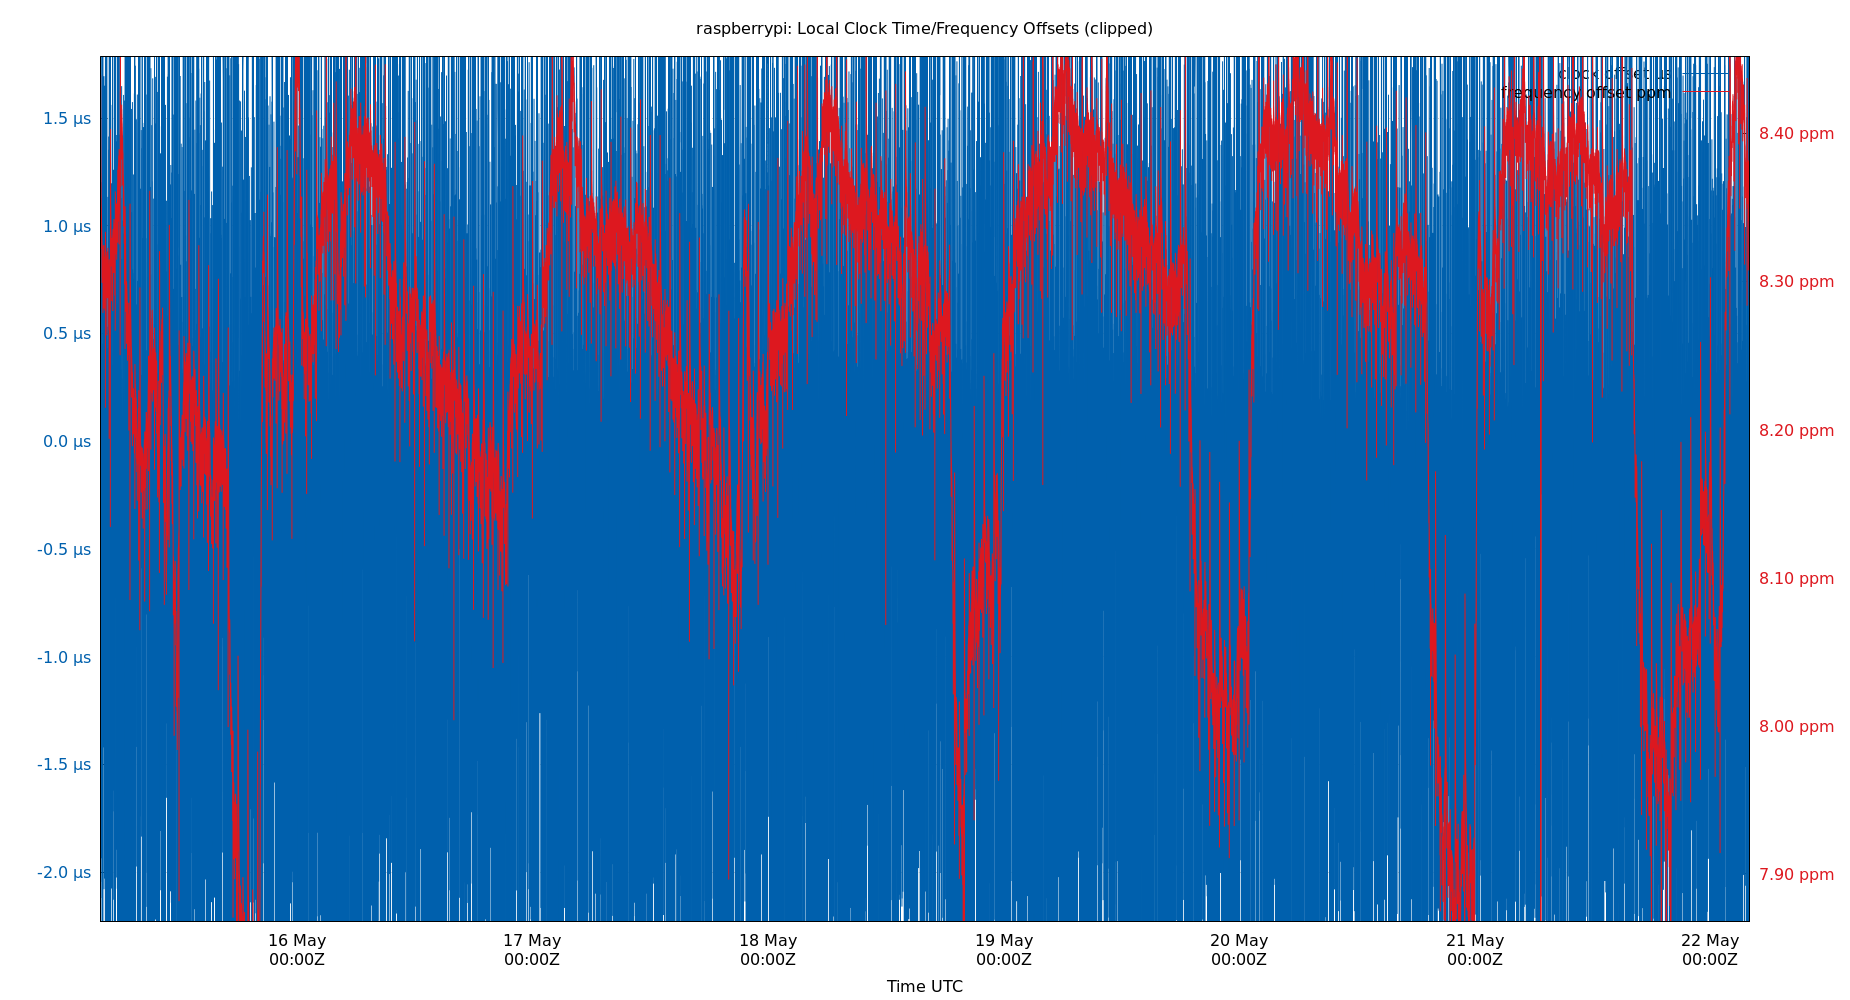 raspberrypi: Local Clock Time/Frequency Offsets (clipped)
clock offset µs
frequency offset ppm
1.5 µs
1.0 µs
0.5 µs
0.0 µs
-0.5 µs
-1.0 µs
-1.5 µs
-2.0 µs
8.40 ppm
8.30 ppm
8.20 ppm
8.10 ppm
8.00 ppm
7.90 ppm
16 May 17 May 18 May 19 May 20 May 21 May 22 May
00:00Z 00:00Z 00:00Z 00:00Z 00:00Z 00:00Z 00:00Z
Time UTC